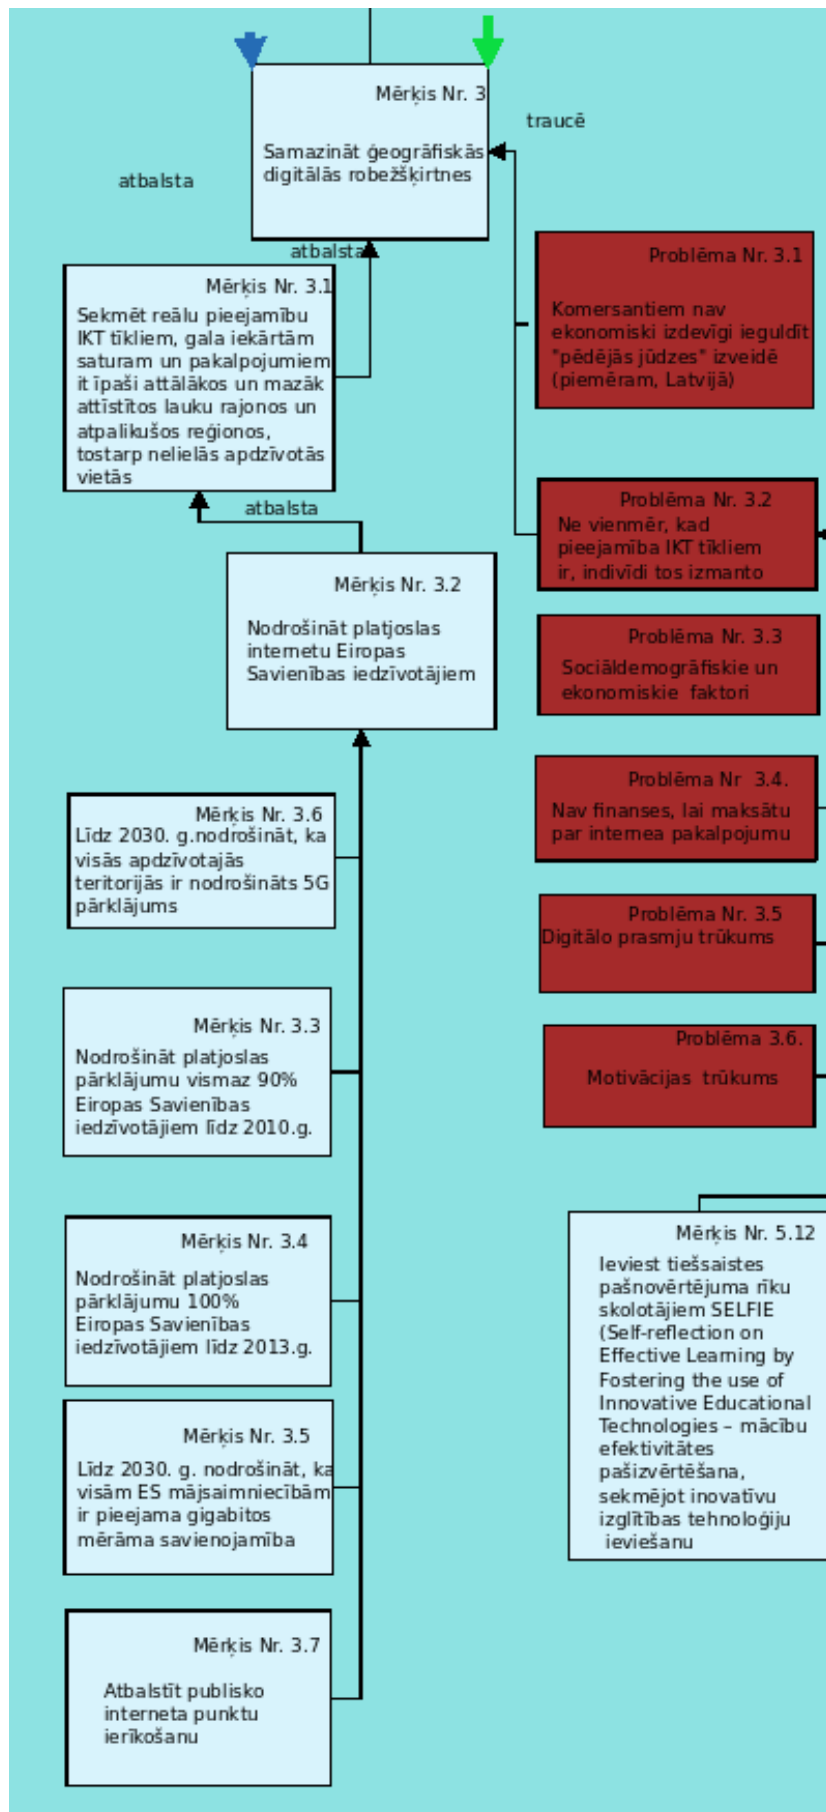 Mērķis Nr. 3
Samazināt ģeogrāfiskās
digitālās robežšķirtnes
traucē
atbalsta
atbalsta
Mērķis Nr. 3.1
Sekmēt reālu pieejamību
IKT tīkliem, gala iekārtām
saturam un pakalpojumiem
it īpaši attālākos un mazāk
attīstītos lauku rajonos un
atpalikušos reģionos,
tostarp nelielās apdzīvotās
vietās
atbalsta
Mērķis Nr. 3.2
Nodrošināt platjoslas
internetu Eiropas
Savienības iedzīvotājiem
Mērķis Nr. 3.6
Līdz 2030. g.nodrošināt, ka
visās apdzīvotajās
teritorijās ir nodrošināts 5G
pārklājums
Mērķis Nr. 3.3
Nodrošināt platjoslas
pārklājumu vismaz 90%
Eiropas Savienības
iedzīvotājiem līdz 2010.g.
Mērķis Nr. 3.4
Nodrošināt platjoslas
pārklājumu 100%
Eiropas Savienības
iedzīvotājiem līdz 2013.g.
Mērķis Nr. 3.5
Līdz 2030. g. nodrošināt, ka
visām ES mājsaimniecībām
ir pieejama gigabitos
mērāma savienojamība
Mērķis Nr. 3.7
Atbalstīt publisko
interneta punktu
ierīkošanu
Problēma Nr. 3.1
Komersantiem nav
ekonomiski izdevīgi ieguldīt
"pēdējās jūdzes" izveidē
(piemēram, Latvijā)
Problēma Nr. 3.2
Ne vienmēr, kad
pieejamība IKT tīkliem
ir, indivīdi tos izmanto
Problēma Nr. 3.3
Sociāldemogrāfiskie un
ekonomiskie faktori
Problēma Nr 3.4.
Nav finanses, lai maksātu
par internea pakalpojumu
Problēma Nr. 3.5
Digitālo prasmju trūkums
Problēma 3.6.
Motivācijas trūkums
Mērķis Nr. 5.12
Ieviest tiešsaistes
pašnovērtējuma rīku
skolotājiem SELFIE
(Self-reflection on
Effective Learning by
Fostering the use of
Innovative Educational
Technologies – mācību
efektivitātes
pašizvērtēšana,
sekmējot inovatīvu
izglītības tehnoloģiju
ieviešanu